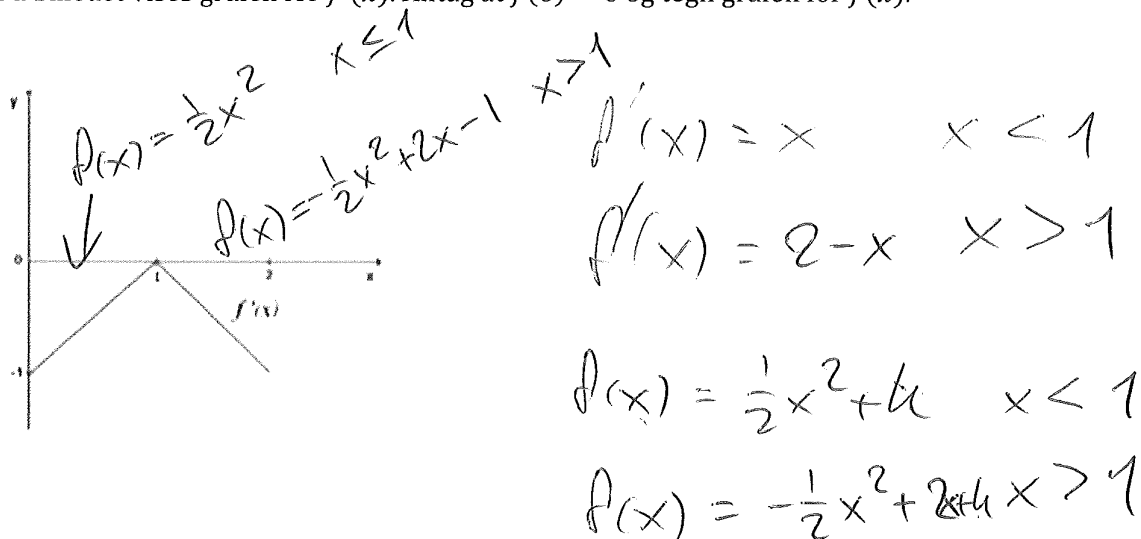 f(x) = ½x² x ≤ 1
f(x) = -½x² + 2x - 1 x > 1
y
0
1
2
x
f'(x)
-1
f'(x) = x x < 1
f'(x) = 2 - x x > 1
f(x) = ½x² + k x < 1
f(x) = -½x² + 2x + k x > 1